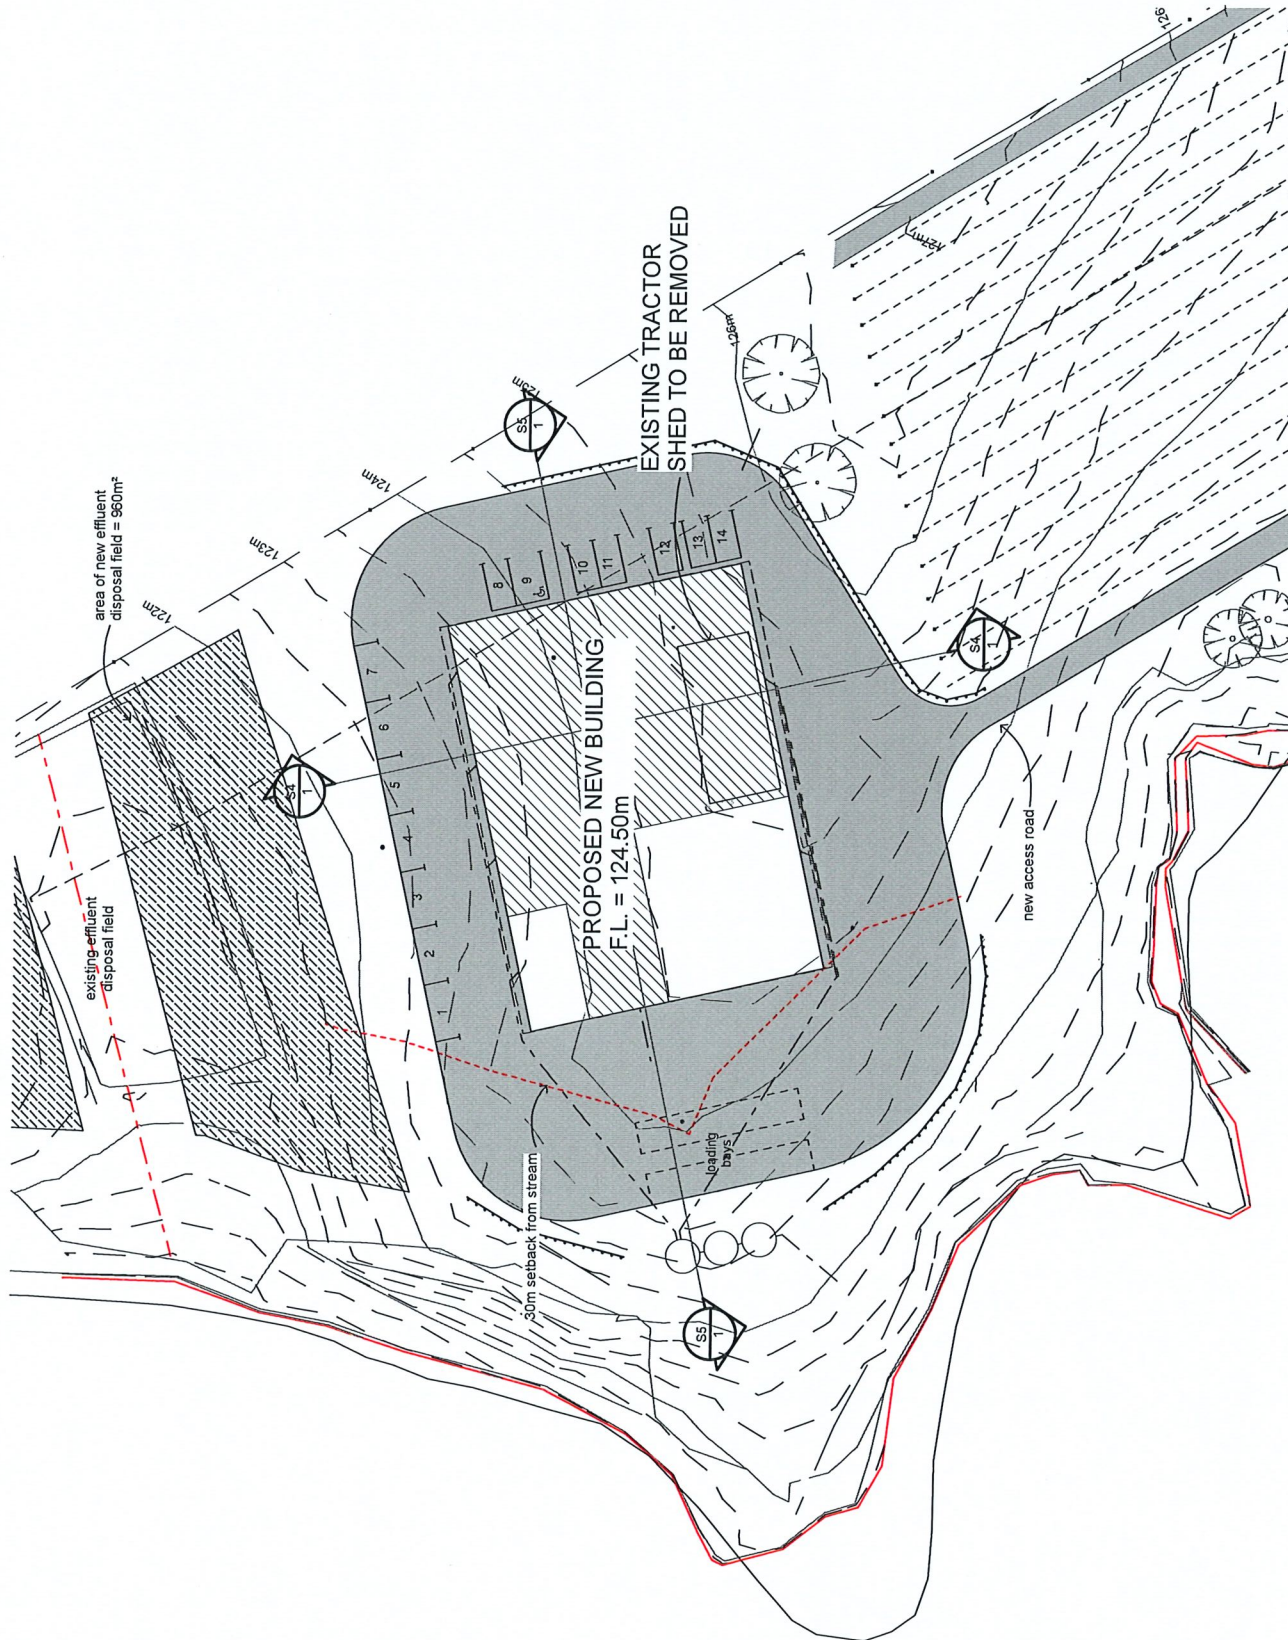 area of new effluent
disposal field = 960m²
existing effluent
disposal field
122m
123m
124m
125m
126m
127m
126
S4
1
S5
1
EXISTING TRACTOR
SHED TO BE REMOVED
PROPOSED NEW BUILDING
F.L. = 124.50m
1
2
3
4
5
6
7
8
9
10
11
12
13
14
30m setback from stream
loading
bays
new access road
S4
1
S5
1